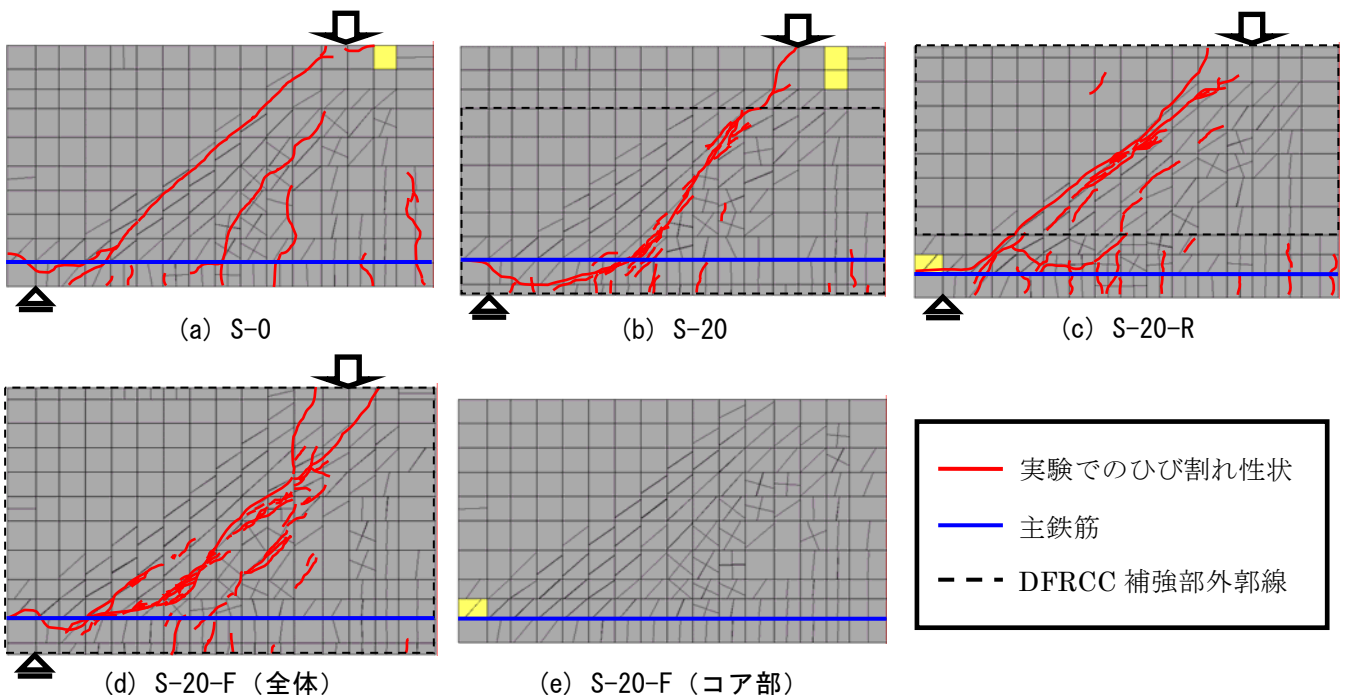 (a) S-0
(b) S-20
(c) S-20-R
(d) S-20-F (全体)
(e) S-20-F (コア部)
実験でのひび割れ性状
主鉄筋
DFRCC 補強部外郭線